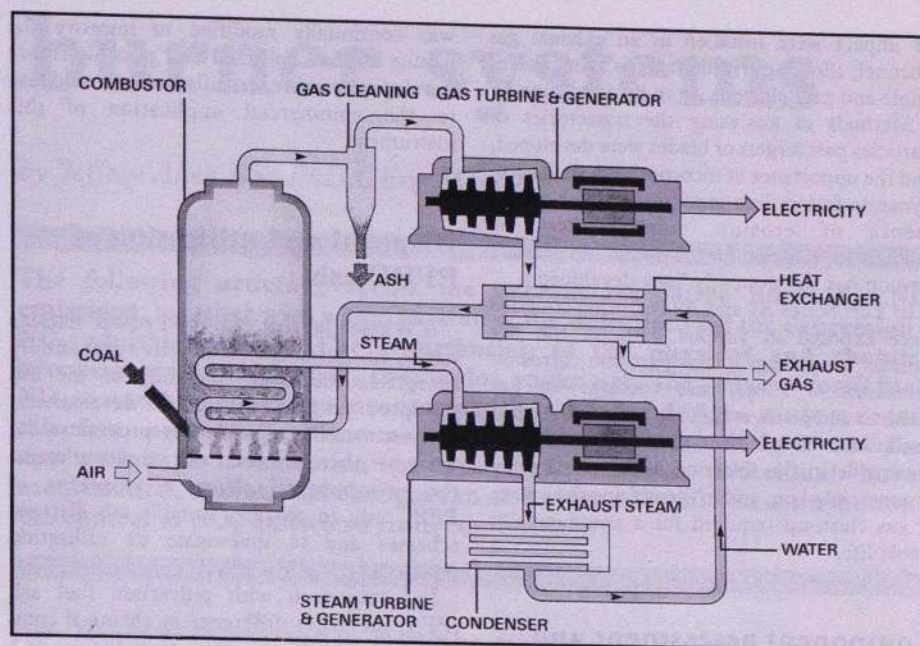 COMBUSTOR
GAS CLEANING
GAS TURBINE & GENERATOR
ELECTRICITY
ASH
HEAT
EXCHANGER
COAL
STEAM
EXHAUST
GAS
AIR
ELECTRICITY
EXHAUST STEAM
WATER
STEAM TURBINE
& GENERATOR
CONDENSER